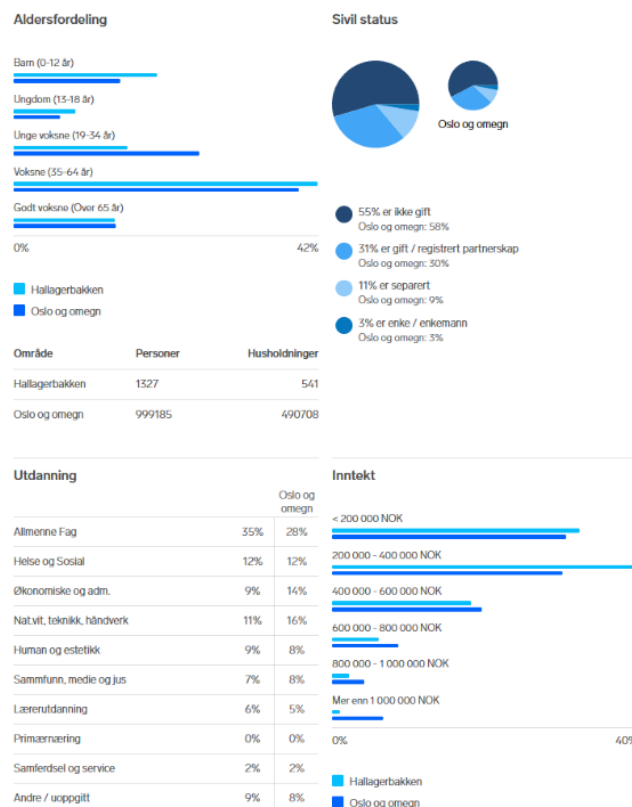 Aldersfordeling
Barn (0-12 år)
Ungdom (13-18 år)
Unge voksne (19-34 år)
Voksne (35-64 år)
Godt voksne (Over 65 år)
0% 42%
Hallagerbakken
Oslo og omegn
Område Personer Husholdninger
Hallagerbakken 1327 541
Oslo og omegn 999185 490708
Sivil status
Oslo og omegn
55% er ikke gift
Oslo og omegn: 58%
31% er gift / registrert partnerskap
Oslo og omegn: 30%
11% er separert
Oslo og omegn: 9%
3% er enke / enkemann
Oslo og omegn: 3%
Utdanning
Oslo og
omegn
Allmenne Fag 35% 28%
Helse og Sosial 12% 12%
Økonomiske og adm. 9% 14%
Nat.vit, teknikk, håndverk 11% 16%
Human og estetikk 9% 8%
Sammfunn, medie og jus 7% 8%
Lærerutdanning 6% 5%
Primærnæring 0% 0%
Samferdsel og service 2% 2%
Andre / uoppgitt 9% 8%
Inntekt
< 200 000 NOK
200 000 - 400 000 NOK
400 000 - 600 000 NOK
600 000 - 800 000 NOK
800 000 - 1 000 000 NOK
Mer enn 1 000 000 NOK
0% 40%
Hallagerbakken
Oslo og omegn